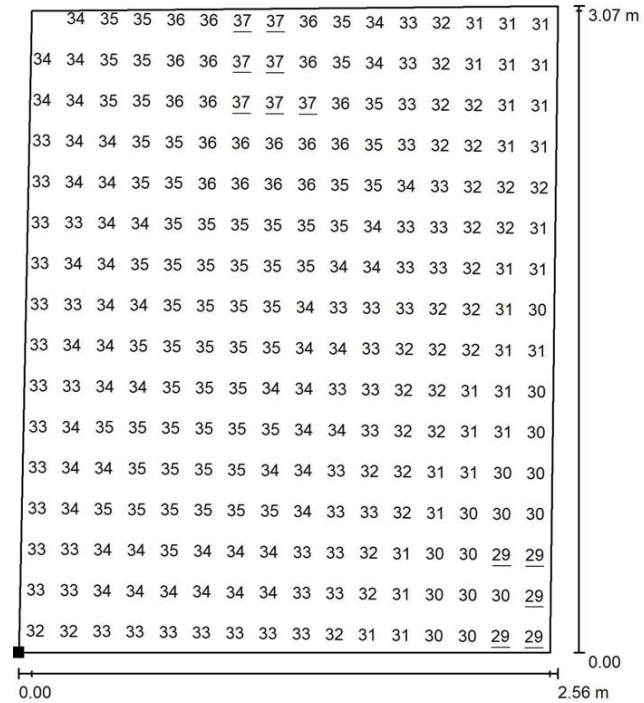 34 35 35 36 36 37 37 36 35 34 33 32 31 31 31
3.07 m
34 34 35 35 36 36 37 37 36 35 34 33 32 31 31 31
34 34 35 35 36 36 37 37 37 36 35 33 32 32 31 31
33 34 34 35 35 36 36 36 36 36 35 33 32 32 31 31
33 34 34 35 35 36 36 36 36 35 35 34 33 32 32 32
33 33 34 34 35 35 35 35 35 35 34 33 33 32 32 31
33 34 34 35 35 35 35 35 35 34 34 33 33 32 31 31
33 33 34 34 35 35 35 35 34 33 33 33 32 32 31 30
33 34 34 35 35 35 35 35 34 34 33 32 32 32 31 31
33 33 34 34 35 35 35 34 34 33 33 32 32 31 31 30
33 34 35 35 35 35 35 35 34 34 33 32 32 31 31 30
33 34 34 35 35 35 35 34 34 33 32 32 31 31 30 30
33 34 35 35 35 35 35 35 34 33 33 32 31 30 30 30
33 33 34 34 35 34 34 34 33 33 32 31 30 30 29 29
33 33 34 34 34 34 34 34 33 33 32 31 30 30 30 29
32 32 33 33 33 33 33 33 33 32 31 31 30 30 29 29
0.00
0.00 2.56 m